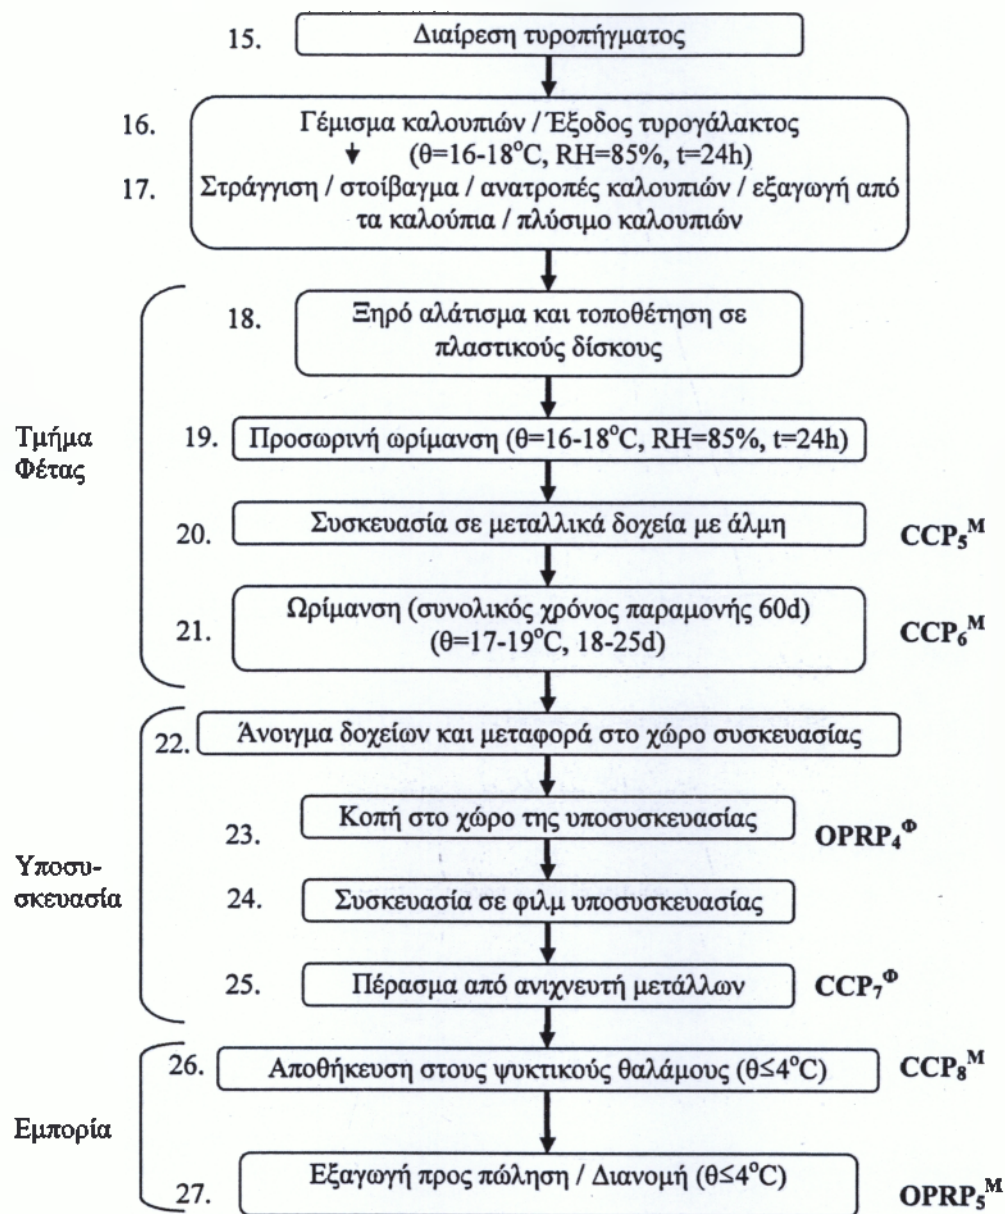 15. Διαίρεση τυροπήγματος
16. Γέμισμα καλουπιών / Έξοδος τυρογάλακτος
(θ=16-18°C, RH=85%, t=24h)
17. Στράγγιση / στοίβαγμα / ανατροπές καλουπιών / εξαγωγή από
τα καλούπια / πλύσιμο καλουπιών
18. Ξηρό αλάτισμα και τοποθέτηση σε
πλαστικούς δίσκους
Τμήμα
Φέτας
19. Προσωρινή ωρίμανση (θ=16-18°C, RH=85%, t=24h)
20. Συσκευασία σε μεταλλικά δοχεία με άλμη CCP₅ᴹ
21. Ωρίμανση (συνολικός χρόνος παραμονής 60d)
(θ=17-19°C, 18-25d) CCP₆ᴹ
22. Άνοιγμα δοχείων και μεταφορά στο χώρο συσκευασίας
23. Κοπή στο χώρο της υποσυσκευασίας OPRP₄^Φ
Υποσυ-
σκευασία
24. Συσκευασία σε φιλμ υποσυσκευασίας
25. Πέρασμα από ανιχνευτή μετάλλων CCP₇^Φ
26. Αποθήκευση στους ψυκτικούς θαλάμους (θ≤4°C) CCP₈ᴹ
Εμπορία
27. Εξαγωγή προς πώληση / Διανομή (θ≤4°C) OPRP₅ᴹ